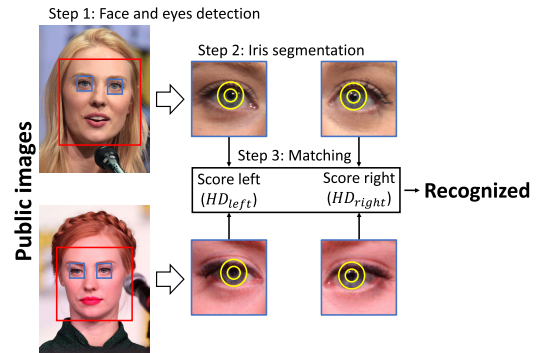 Step 1: Face and eyes detection
Step 2: Iris segmentation
Public images
Step 3: Matching
Score left
(HD_left)
Score right
(HD_right)
Recognized